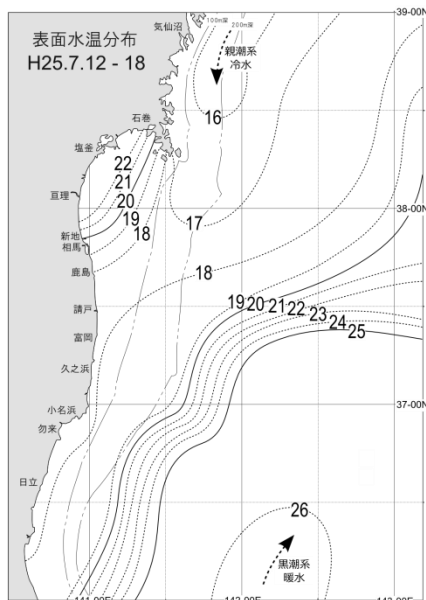 39-00N
気仙沼
100m深
200m深
表面水温分布
H25.7.12 - 18
親潮系
冷水
16
石巻
塩釜
22
21
亘理
20
19
18
38-00N
17
新地
相馬
鹿島
18
請戸
19
20
21
22
23
24
25
富岡
久之浜
37-00N
小名浜
勿来
日立
26
黒潮系
暖水